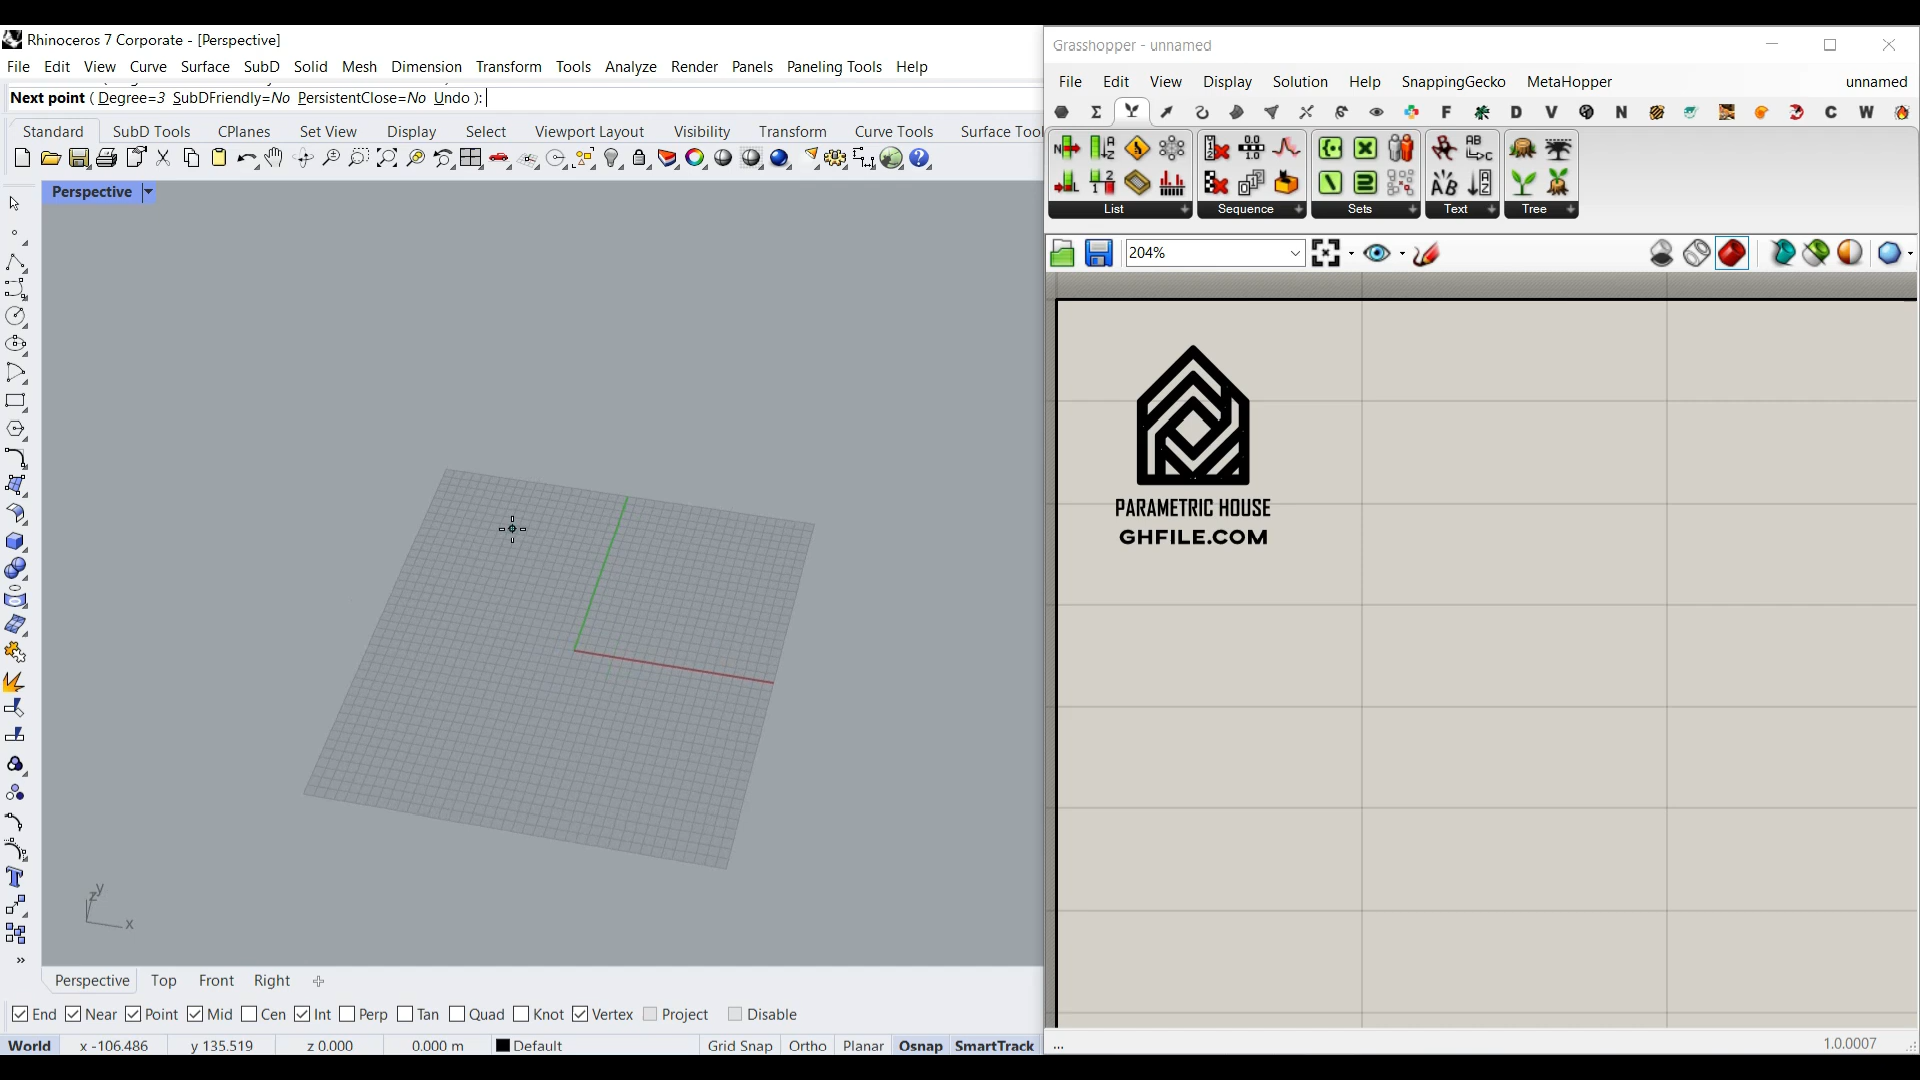 Rhinoceros 7 Corporate - [Perspective]
File Edit View Curve Surface SubD Solid Mesh Dimension Transform Tools Analyze Render Panels Paneling Tools Help
Next point ( Degree=3 SubDFriendly=No PersistentClose=No Undo ):
Standard SubD Tools CPlanes Set View Display Select Viewport Layout Visibility Transform Curve Tools Surface Tool
Perspective
z y
x
Perspective Top Front Right
End Near Point Mid Cen Int Perp Tan Quad Knot Vertex Project Disable
World x -106.486 y 135.519 z 0.000 0.000 m Default Grid Snap Ortho Planar Osnap SmartTrack
Grasshopper - unnamed
File Edit View Display Solution Help SnappingGecko MetaHopper unnamed
F D V N C W
List Sequence Sets Text Tree
204%
PARAMETRIC HOUSE
GHFILE.COM
... 1.0.0007